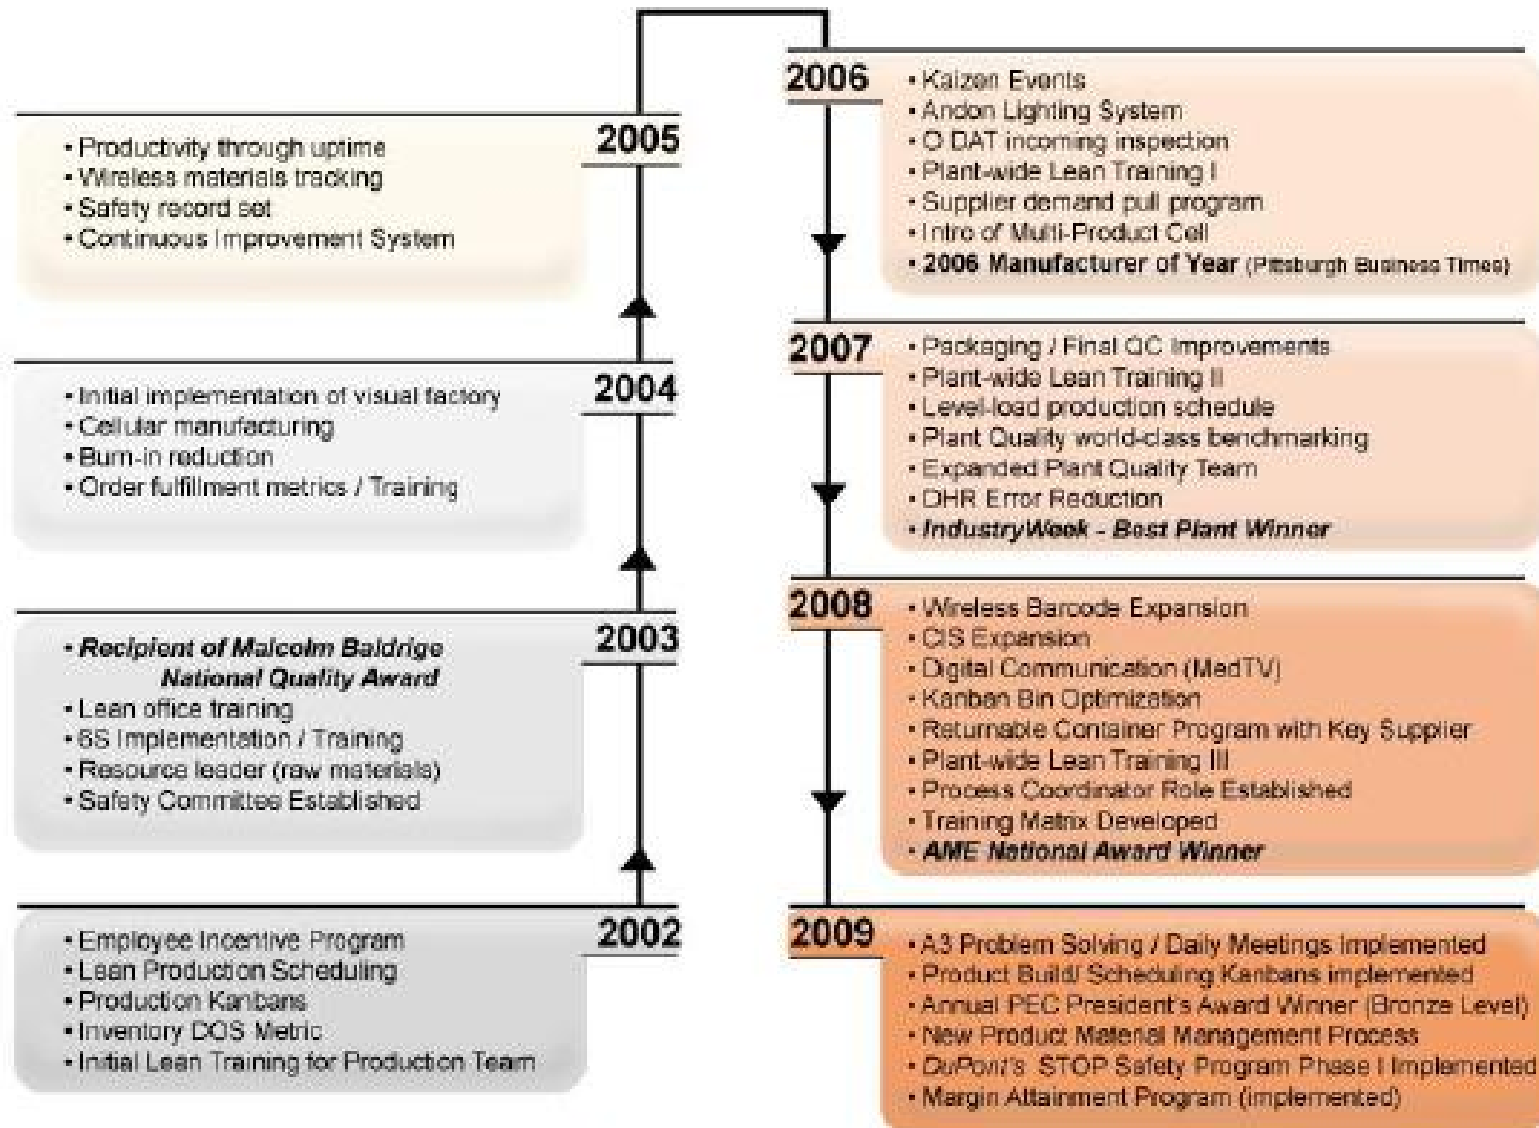 2005
• Productivity through uptime
• Wireless materials tracking
• Safety record set
• Continuous Improvement System
2004
• Initial implementation of visual factory
• Cellular manufacturing
• Burn-in reduction
• Order fulfillment metrics / Training
2003
• Recipient of Malcolm Baldrige
National Quality Award
• Lean office training
• 6S Implementation / Training
• Resource leader (raw materials)
• Safety Committee Established
2002
• Employee Incentive Program
• Lean Production Scheduling
• Production Kanbans
• Inventory DOS Metric
• Initial Lean Training for Production Team
2006
• Kaizen Events
• Andon Lighting System
• O DAT incoming inspection
• Plant-wide Lean Training I
• Supplier demand pull program
• Intro of Multi-Product Cell
• 2006 Manufacturer of Year (Pittsburgh Business Times)
2007
• Packaging / Final QC Improvements
• Plant-wide Lean Training II
• Level-load production schedule
• Plant Quality world-class benchmarking
• Expanded Plant Quality Team
• DHR Error Reduction
• IndustryWeek - Best Plant Winner
2008
• Wireless Barcode Expansion
• CIS Expansion
• Digital Communication (MedTV)
• Kanban Bin Optimization
• Returnable Container Program with Key Supplier
• Plant-wide Lean Training III
• Process Coordinator Role Established
• Training Matrix Developed
• AME National Award Winner
2009
• A3 Problem Solving / Daily Meetings Implemented
• Product Build/ Scheduling Kanbans implemented
• Annual PEC President's Award Winner (Bronze Level)
• New Product Material Management Process
• DuPont's STOP Safety Program Phase I Implemented
• Margin Attainment Program (implemented)